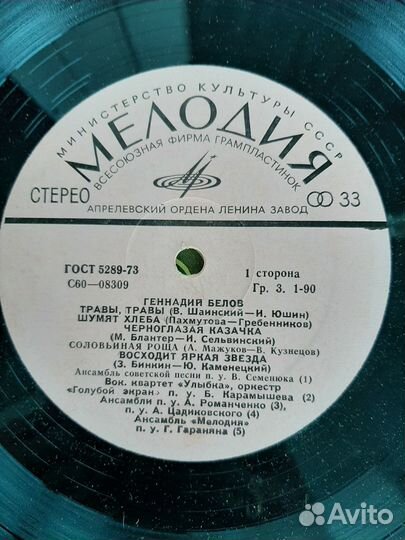 МИНИСТЕРСТВО КУЛЬТУРЫ СССР
МЕЛОДИЯ
ВСЕСОЮЗНАЯ ФИРМА ГРАМПЛАСТИНОК
СТЕРЕО
33
АПРЕЛЕВСКИЙ ОРДЕНА ЛЕНИНА ЗАВОД
ГОСТ 5289-73
С60—08309
1 сторона
Гр. 3. 1-90
ГЕННАДИЙ БЕЛОВ
ТРАВЫ, ТРАВЫ (В. Шаинский—И. Юшин)
ШУМЯТ ХЛЕБА (Пахмутова—Гребенников)
ЧЕРНОГЛАЗАЯ КАЗАЧКА
(М. Блантер—И. Сельвинский)
СОЛОВЬИНАЯ РОЩА (А. Мажуков—В. Кузнецов)
ВОСХОДИТ ЯРКАЯ ЗВЕЗДА
(З. Бинкин—Ю. Каменецкий)
Ансамбль советской песни п. у. В. Семенюка (1)
Вок. квартет «Улыбка», оркестр
«Голубой экран» п. у. Б. Карамышева (2)
Ансамбли п. у. А. Романченко (3),
п. у. А. Цадиковского (4)
Ансамбль «Мелодия»
п. у. Г. Гараняна (5)
Avito